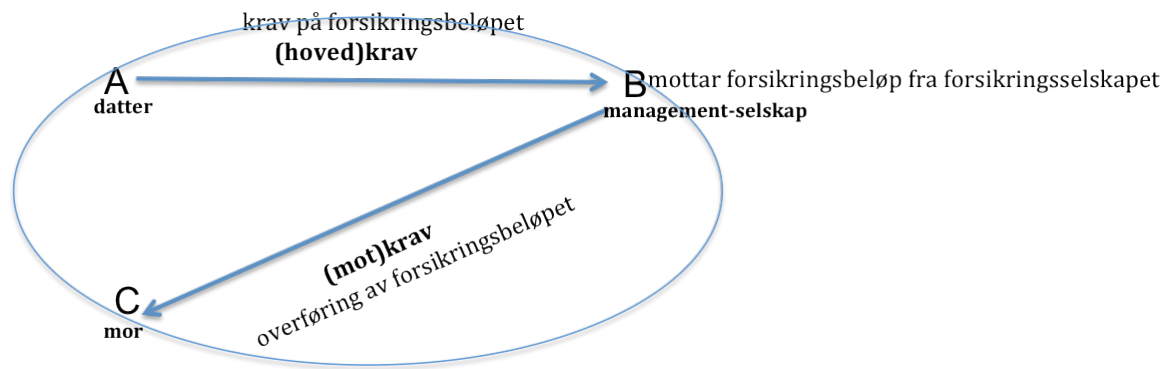 krav på forsikringsbeløpet
(hoved)krav
A
datter
B mottar forsikringsbeløp fra forsikringsselskapet
management-selskap
(mot)krav
overføring av forsikringsbeløpet
C
mor